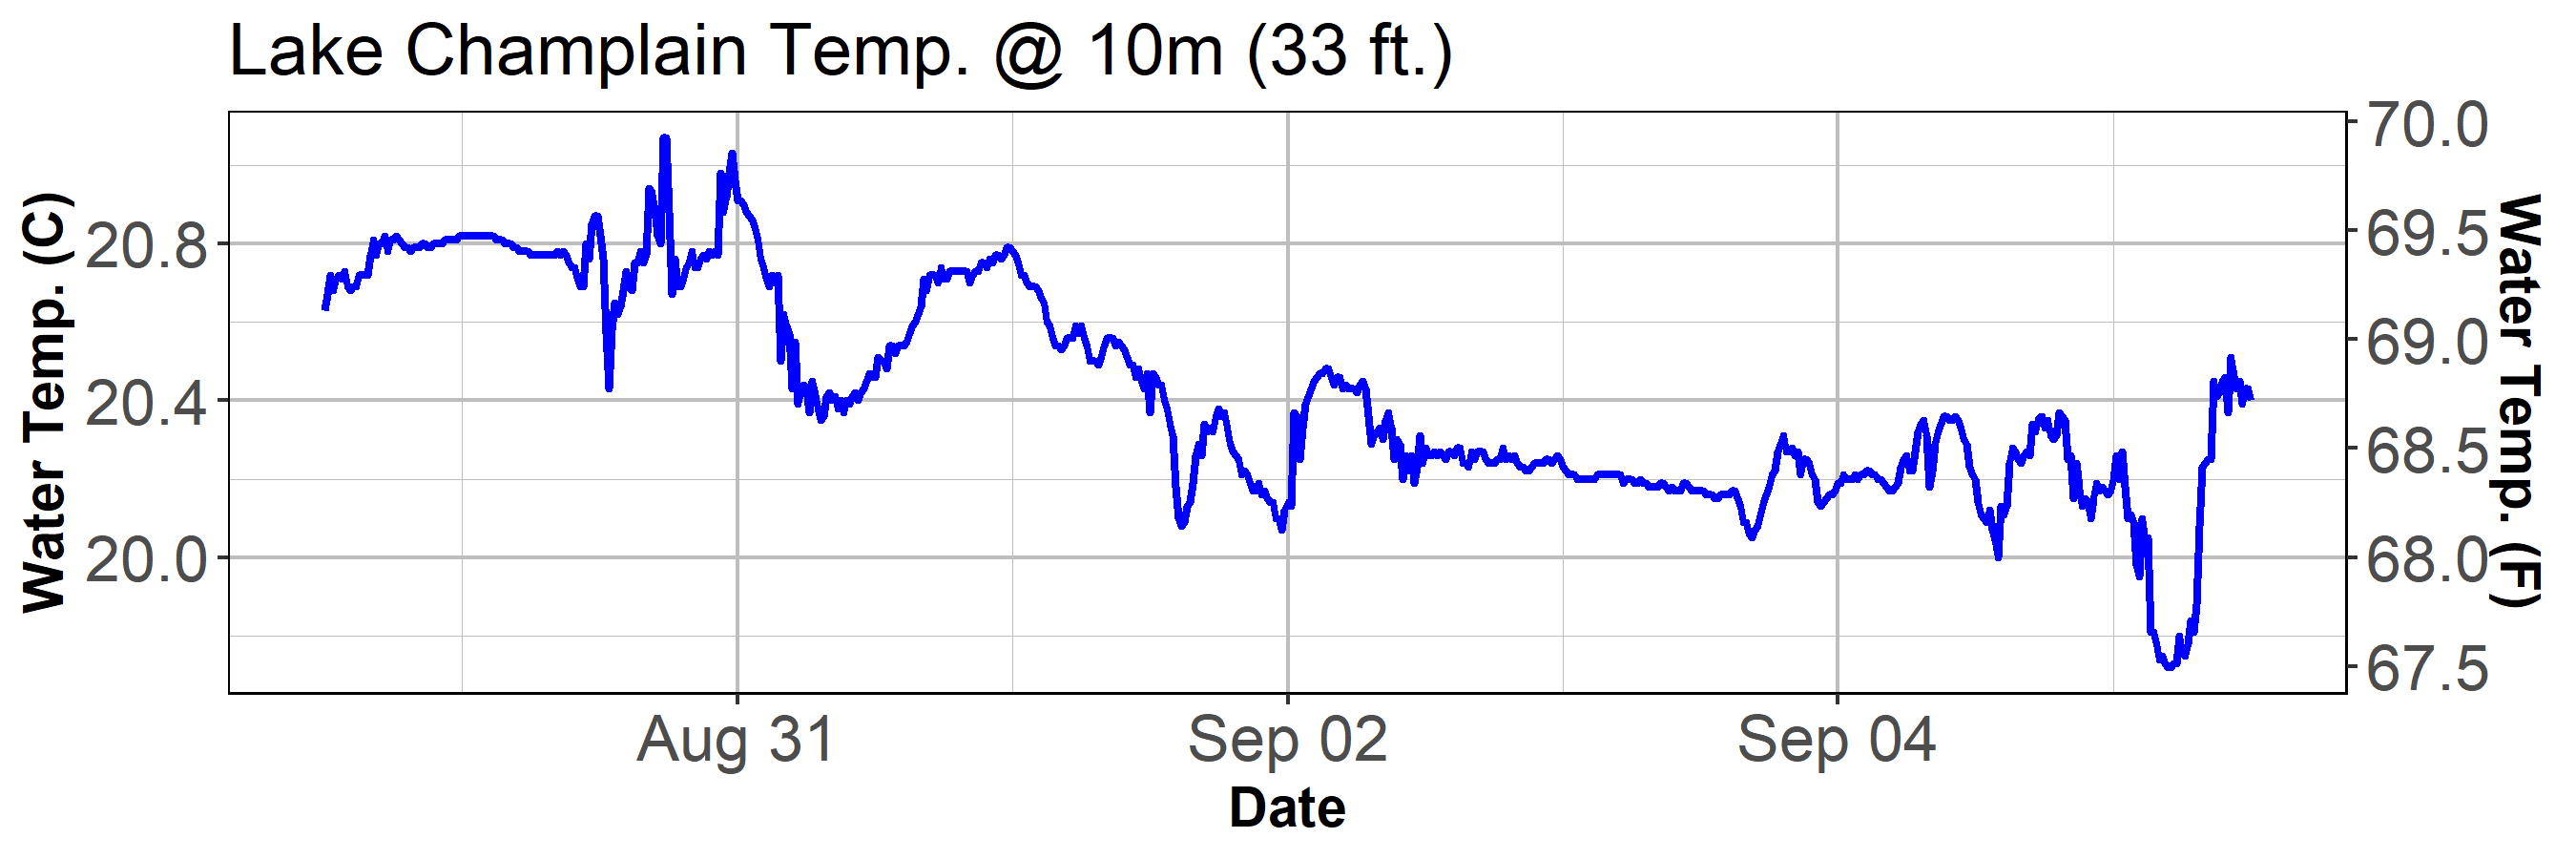 Lake Champlain Temp. @ 10m (33 ft.)
Water Temp. (C)
20.8
20.4
20.0
70.0
69.5
69.0
68.5
68.0
67.5
Water Temp. (F)
Aug 31
Sep 02
Sep 04
Date